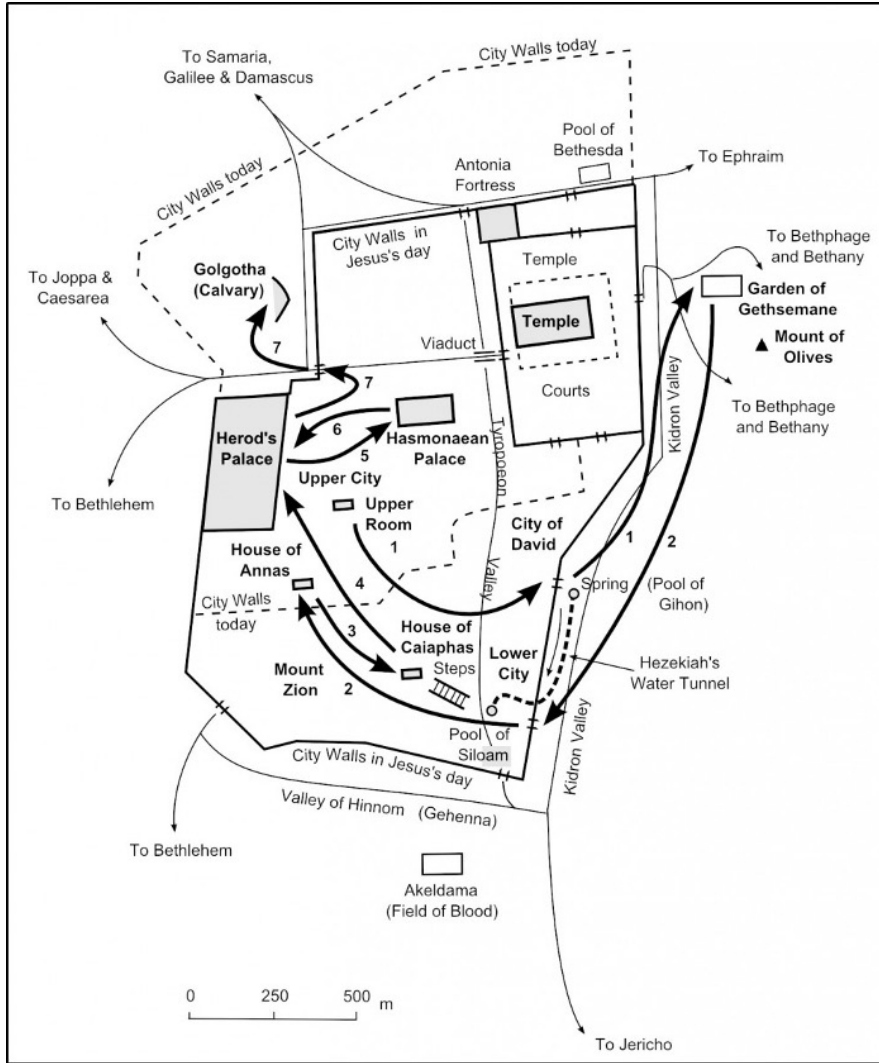 City Walls today
To Samaria,
Galilee & Damascus
Pool of
Bethesda
To Ephraim
Antonia
Fortress
City Walls today
City Walls in
Jesus's day
To Bethphage
and Bethany
Temple
Golgotha
(Calvary)
To Joppa &
Caesarea
Garden of
Gethsemane
Temple
Mount of
Olives
Viaduct
7
7
Courts
Kidron Valley
To Bethphage
and Bethany
6
Herod's
Palace
Hasmonaean
Palace
5
Tyropoeon
Upper City
To Bethlehem
Upper
Room
City of
David
1
1
2
House of
Annas
4
Valley
Spring
(Pool of
Gihon)
City Walls
today
3
House of
Caiaphas
Steps
Lower
City
Hezekiah's
Water Tunnel
Mount
Zion
2
Pool of
Siloam
Kidron Valley
City Walls in Jesus's day
Valley of Hinnom (Gehenna)
To Bethlehem
Akeldama
(Field of Blood)
0 250 500 m
To Jericho